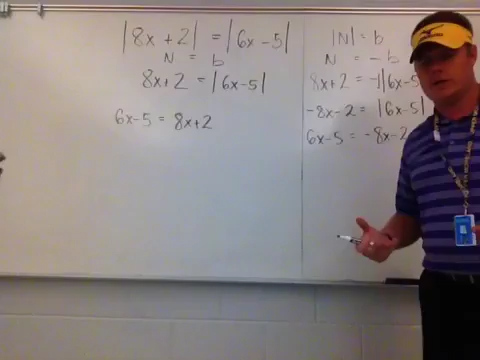 |8x + 2| = |6x - 5|
N = b
8x + 2 = |6x - 5|
6x - 5 = 8x + 2
|N| = b
N = - b
8x + 2 = -1|6x - 5
-8x - 2 = |6x - 5|
6x - 5 = -8x - 2